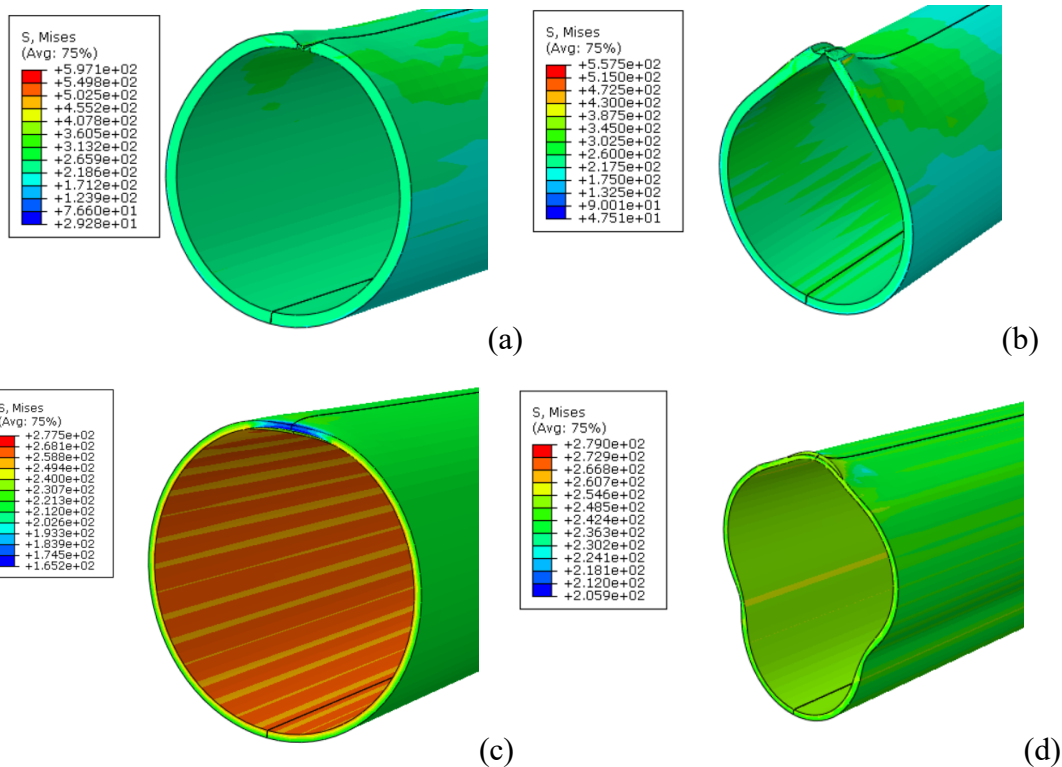 S, Mises
(Avg: 75%)
+5.971e+02
+5.498e+02
+5.025e+02
+4.552e+02
+4.078e+02
+3.605e+02
+3.132e+02
+2.659e+02
+2.186e+02
+1.712e+02
+1.239e+02
+7.660e+01
+2.928e+01
(a)
S, Mises
(Avg: 75%)
+5.575e+02
+5.150e+02
+4.725e+02
+4.300e+02
+3.875e+02
+3.450e+02
+3.025e+02
+2.600e+02
+2.175e+02
+1.750e+02
+1.325e+02
+9.001e+01
+4.751e+01
(b)
S, Mises
(Avg: 75%)
+2.775e+02
+2.681e+02
+2.588e+02
+2.494e+02
+2.400e+02
+2.307e+02
+2.213e+02
+2.120e+02
+2.026e+02
+1.933e+02
+1.839e+02
+1.745e+02
+1.652e+02
(c)
S, Mises
(Avg: 75%)
+2.790e+02
+2.729e+02
+2.668e+02
+2.607e+02
+2.546e+02
+2.485e+02
+2.424e+02
+2.363e+02
+2.302e+02
+2.241e+02
+2.181e+02
+2.120e+02
+2.059e+02
(d)